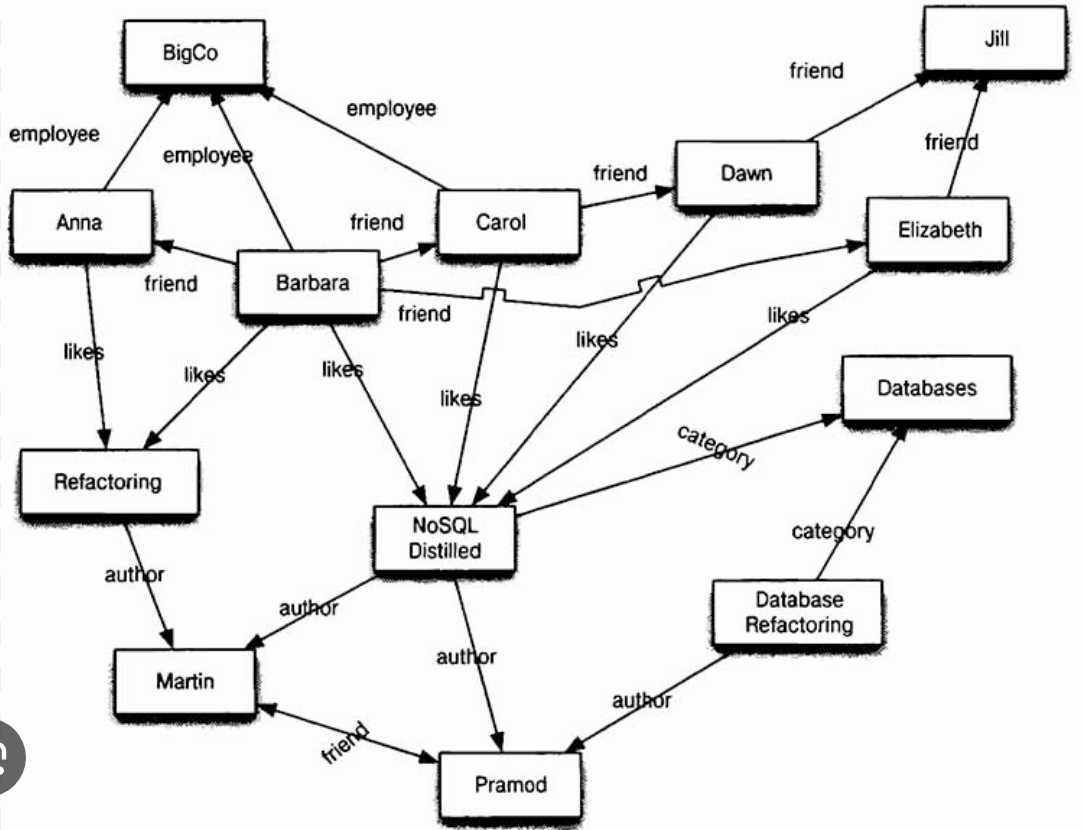 BigCo
Jill
friend
employee
employee
employee
friend
friend
Dawn
Anna
friend
Carol
Elizabeth
friend
Barbara
friend
likes
likes
likes
likes
likes
likes
Databases
category
Refactoring
NoSQL
Distilled
category
author
author
Database
Refactoring
author
Martin
author
friend
Pramod